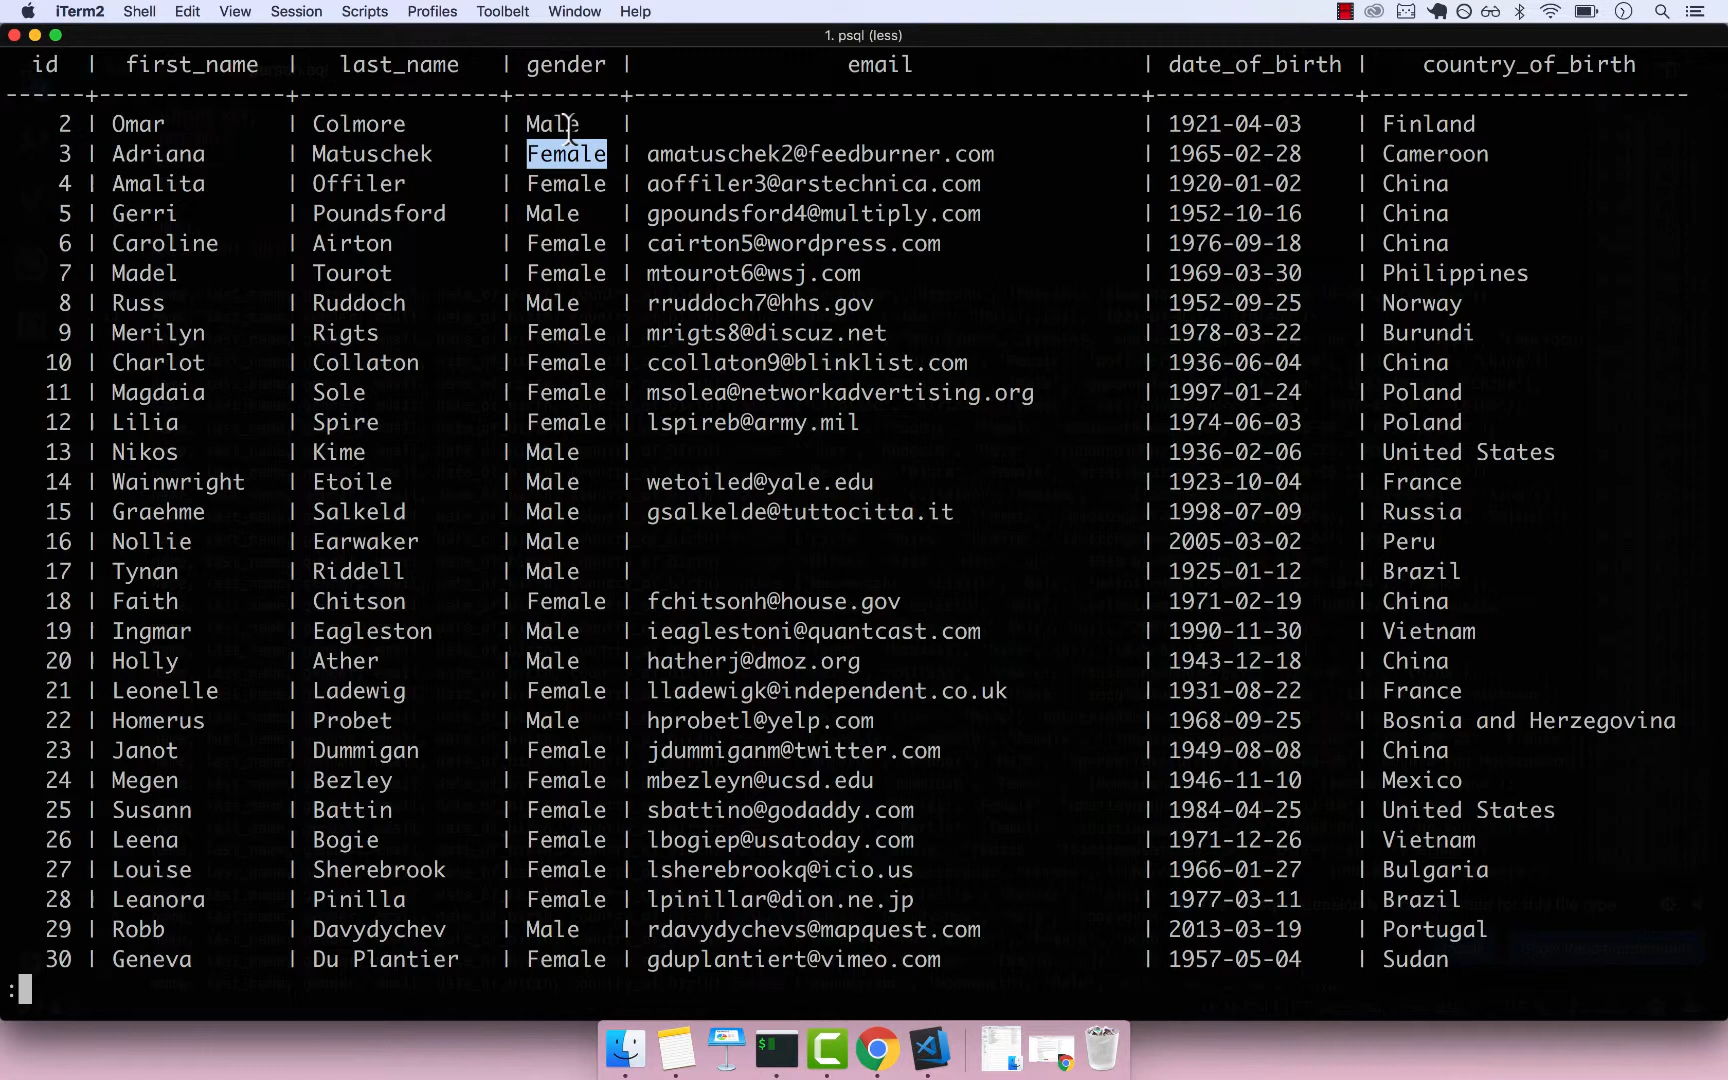 iTerm2 Shell Edit View Session Scripts Profiles Toolbelt Window Help
1. psql (less)
id | first_name | last_name | gender | email | date_of_birth | country_of_birth
------+--------------+---------------+--------+--------------------------------------+---------------+------------------------
2 | Omar | Colmore | Male | | 1921-04-03 | Finland
3 | Adriana | Matuschek | Female | amatuschek2@feedburner.com | 1965-02-28 | Cameroon
4 | Amalita | Offiler | Female | aoffiler3@arstechnica.com | 1920-01-02 | China
5 | Gerri | Poundsford | Male | gpoundsford4@multiply.com | 1952-10-16 | China
6 | Caroline | Airton | Female | cairton5@wordpress.com | 1976-09-18 | China
7 | Madel | Tourot | Female | mtourot6@wsj.com | 1969-03-30 | Philippines
8 | Russ | Ruddoch | Male | rruddoch7@hhs.gov | 1952-09-25 | Norway
9 | Merilyn | Rigts | Female | mrigts8@discuz.net | 1978-03-22 | Burundi
10 | Charlot | Collaton | Female | ccollaton9@blinklist.com | 1936-06-04 | China
11 | Magdaia | Sole | Female | msolea@networkadvertising.org | 1997-01-24 | Poland
12 | Lilia | Spire | Female | lspireb@army.mil | 1974-06-03 | Poland
13 | Nikos | Kime | Male | | 1936-02-06 | United States
14 | Wainwright | Etoile | Male | wetoiled@yale.edu | 1923-10-04 | France
15 | Graehme | Salkeld | Male | gsalkelde@tuttocitta.it | 1998-07-09 | Russia
16 | Nollie | Earwaker | Male | | 2005-03-02 | Peru
17 | Tynan | Riddell | Male | | 1925-01-12 | Brazil
18 | Faith | Chitson | Female | fchitsonh@house.gov | 1971-02-19 | China
19 | Ingmar | Eagleston | Male | ieaglestoni@quantcast.com | 1990-11-30 | Vietnam
20 | Holly | Ather | Male | hatherj@dmoz.org | 1943-12-18 | China
21 | Leonelle | Ladewig | Female | lladewigk@independent.co.uk | 1931-08-22 | France
22 | Homerus | Probet | Male | hprobetl@yelp.com | 1968-09-25 | Bosnia and Herzegovina
23 | Janot | Dummigan | Female | jdummiganm@twitter.com | 1949-08-08 | China
24 | Megen | Bezley | Female | mbezleyn@ucsd.edu | 1946-11-10 | Mexico
25 | Susann | Battin | Female | sbattino@godaddy.com | 1984-04-25 | United States
26 | Leena | Bogie | Female | lbogiep@usatoday.com | 1971-12-26 | Vietnam
27 | Louise | Sherebrook | Female | lsherebrookq@icio.us | 1966-01-27 | Bulgaria
28 | Leanora | Pinilla | Female | lpinillar@dion.ne.jp | 1977-03-11 | Brazil
29 | Robb | Davydychev | Male | rdavydychevs@mapquest.com | 2013-03-19 | Portugal
30 | Geneva | Du Plantier | Female | gduplantiert@vimeo.com | 1957-05-04 | Sudan
: